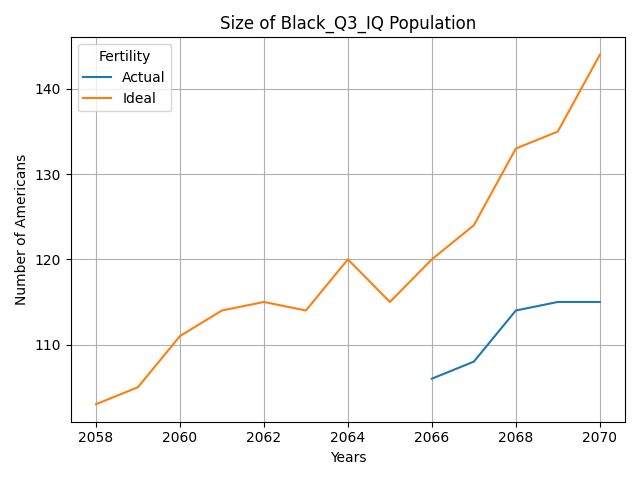 Size of Black_Q3_IQ Population
Fertility
Actual
Ideal
140
130
120
110
Number of Americans
2058 2060 2062 2064 2066 2068 2070
Years